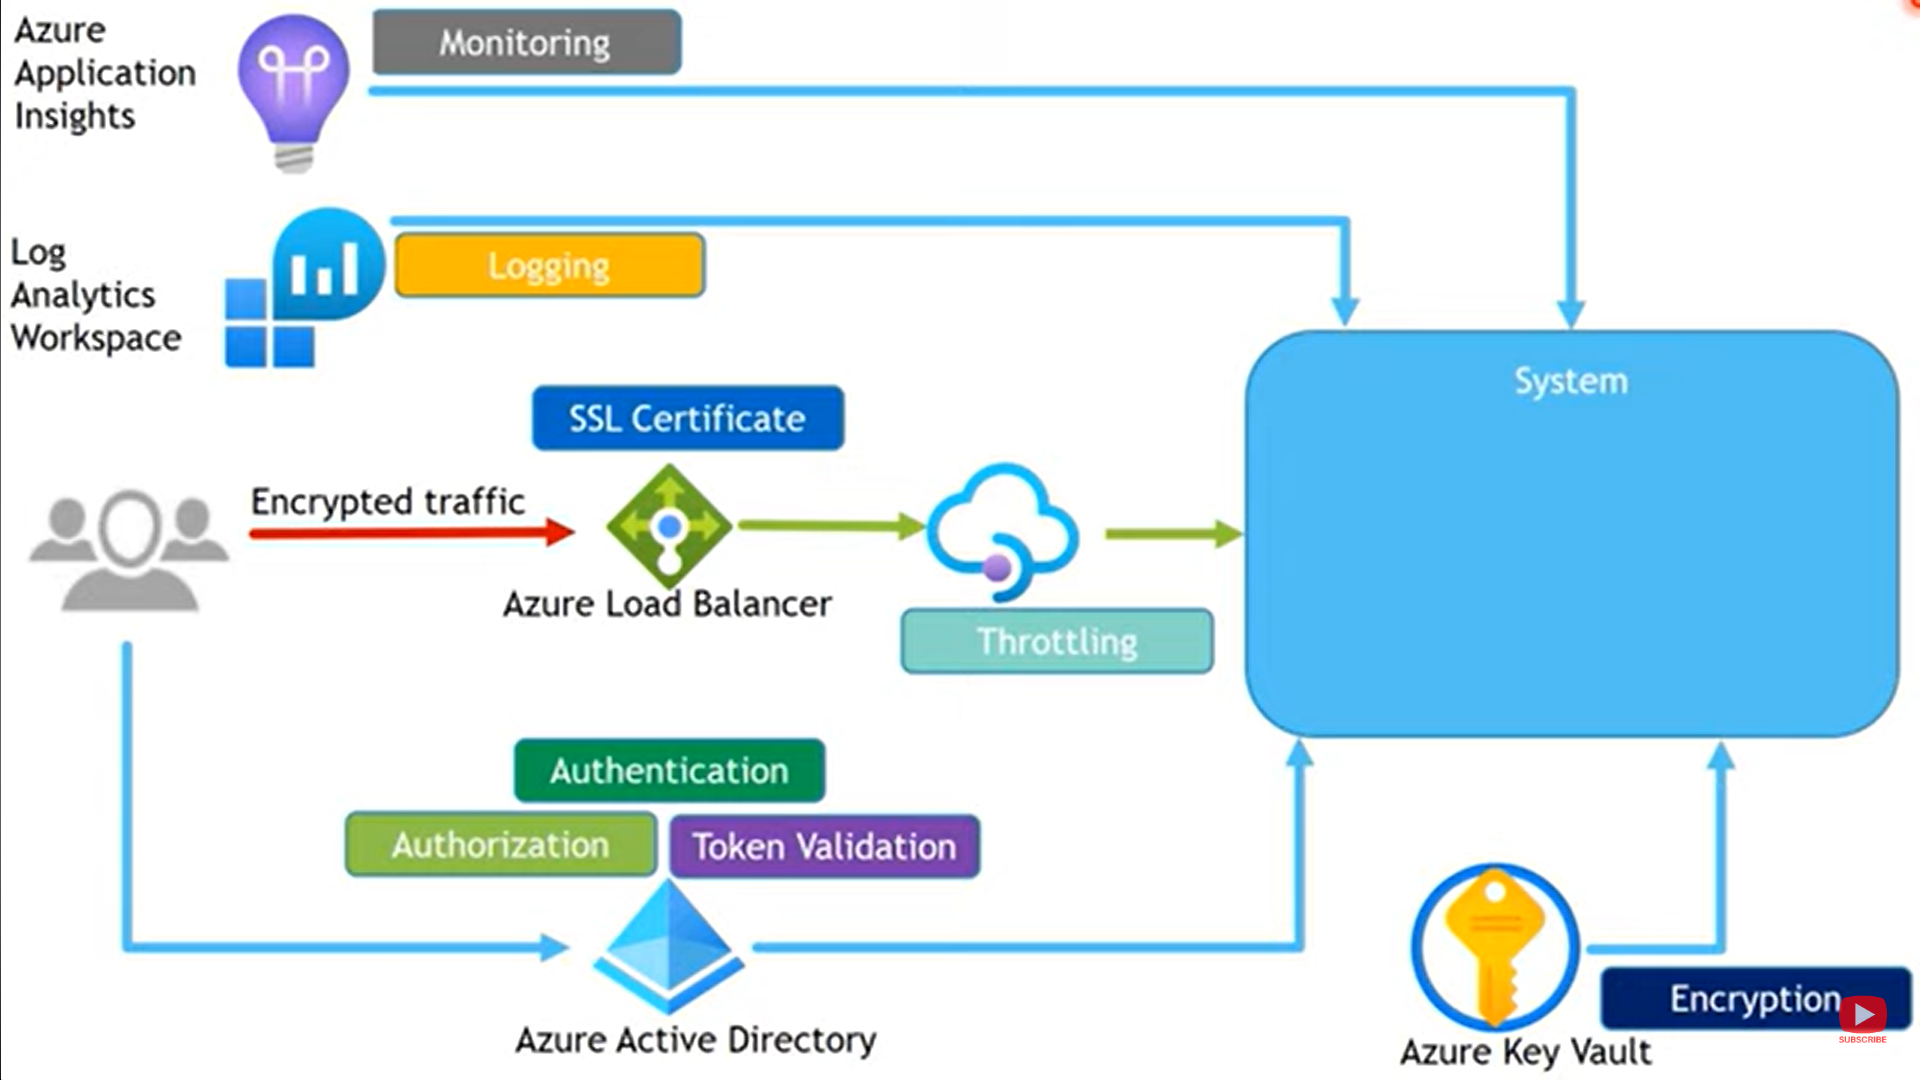 Azure
Application
Insights
Monitoring
Log
Analytics
Workspace
Logging
System
SSL Certificate
Encrypted traffic
Azure Load Balancer
Throttling
Authentication
Authorization
Token Validation
Azure Active Directory
Encryption
SUBSCRIBE
Azure Key Vault